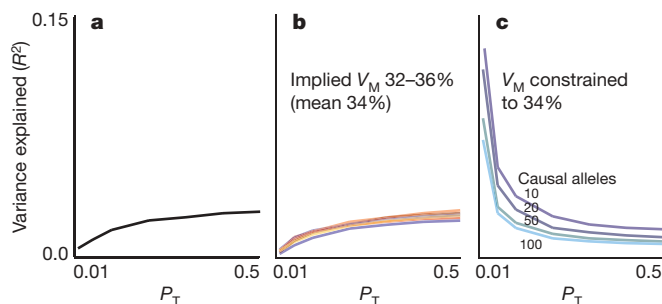 0.15
a
b
c
Variance explained (R²)
Implied V_M 32–36%
(mean 34%)
V_M constrained
to 34%
Causal alleles
10
20
50
100
0.0
0.01
0.5
0.01
0.5
0.01
0.5
P_T
P_T
P_T